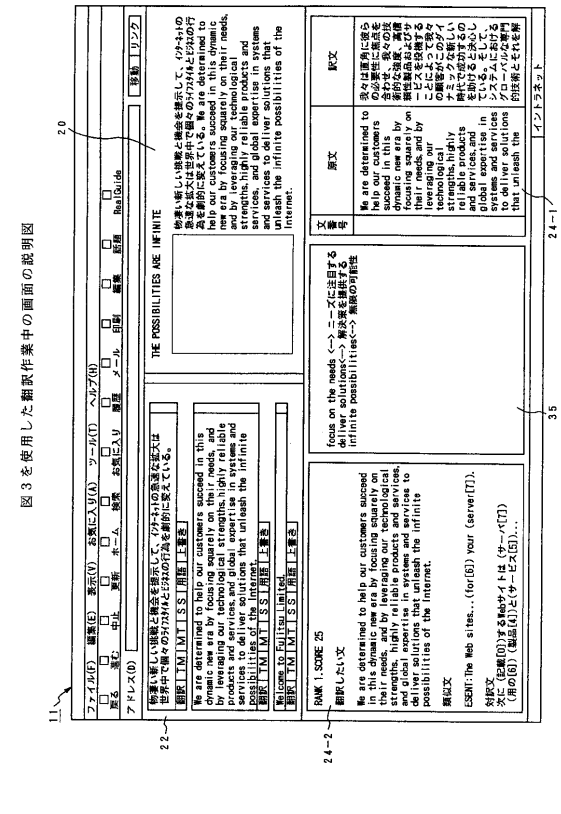 図3を使用した翻訳作業中の画面の説明図
11
ファイル(F) 編集(E) 表示(V) お気に入り(A) ツール(T) ヘルプ(H)
戻る 進む 中止 更新 ホーム 検索 お気に入り 履歴 メール 印刷 編集 話題 RealGuide
アドレス(D) 移動 リンク
20
22
物凄い新しい挑戦と機会を提示して、インターネットの急速な拡大は
世界中で個々のライフスタイルとビジネスの行為を劇的に変えている。
翻訳 TM MT SS 用語 上書き
We are determined to help our customers succeed in this
dynamic new era by focusing squarely on their needs, and
by leveraging our technological strengths,highly reliable
products and services,and global expertise in systems and
services to deliver solutions that unleash the infinite
possibilities of the Internet.
翻訳 TM MT SS 用語 上書き
Welcome to Fulitsu Limited.
翻訳 TM MT SS 用語 上書き
THE POSSIBILITIES ARE INFINITE
物凄い新しい挑戦と機会を提示して、インターネットの
急速な拡大は世界中で個々のライフスタイルとビジネスの行
為を劇的に変えている。We are determined to
help our customers succeed in this dynamic
new era by focusing squarely on their needs,
and by leveraging our technological
strengths,highly reliable products and
services, and global expertise in systems
and services to deliver solutions that
unleash the infinite possibilities of the
Internet.
24-2
RANK 1.SCORE 25
翻訳したい文
We are determined to help our customers succeed
in this dynamic new era by focusing squarely on
their needs, and by leveraging our technological
strengths, highly reliable products and services,
and global expertise in systems and services to
deliver solutions that unleash the infinite
possibilities of the Internet.
類似文
ESENT:The Web sites...(for[6]) your (server[7]).
対訳文
次に (記載[0])するWebサイトは (サーバ[7])
(用の[6]) (製品[4])と(サービス[5])...
focus on the needs <—> ニーズに注目する
deliver solutions<—> 解決策を提供する
infinite possibilities<—> 無限の可能性
35
文番号 原文 訳文
We are determined to
help our customers
succeed in this
dynamic new era by
focusing squarely on
their needs,and by
leveraging our
technological
strengths,highly
reliable products
and services,and
global expertise in
systems and services
to deliver solutions
that unleash the
我々は直角に彼ら
の必要性に焦点を
合わせ、我々の技
術的な強度、高信
頼性製品およびサ
ービスを投機する
ことによって我々
の顧客がこのダイ
ナミックな新しい
時代で成功するの
を助けると決心し
ている。そして、
システムにおける
グローバルな専門
的技術とそれを解
イントラネット
24-1